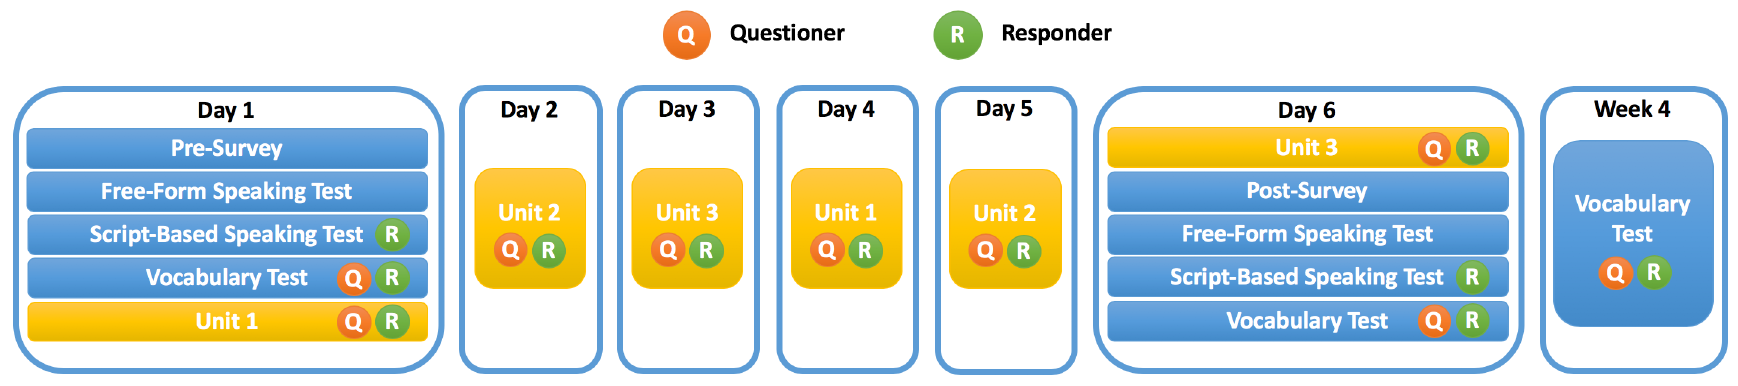 Q Questioner R Responder
Day 1
Pre-Survey
Free-Form Speaking Test
Script-Based Speaking Test R
Vocabulary Test Q R
Unit 1 Q R
Day 2
Unit 2
Q R
Day 3
Unit 3
Q R
Day 4
Unit 1
Q R
Day 5
Unit 2
Q R
Day 6
Unit 3 Q R
Post-Survey
Free-Form Speaking Test
Script-Based Speaking Test R
Vocabulary Test Q R
Week 4
Vocabulary
Test
Q R